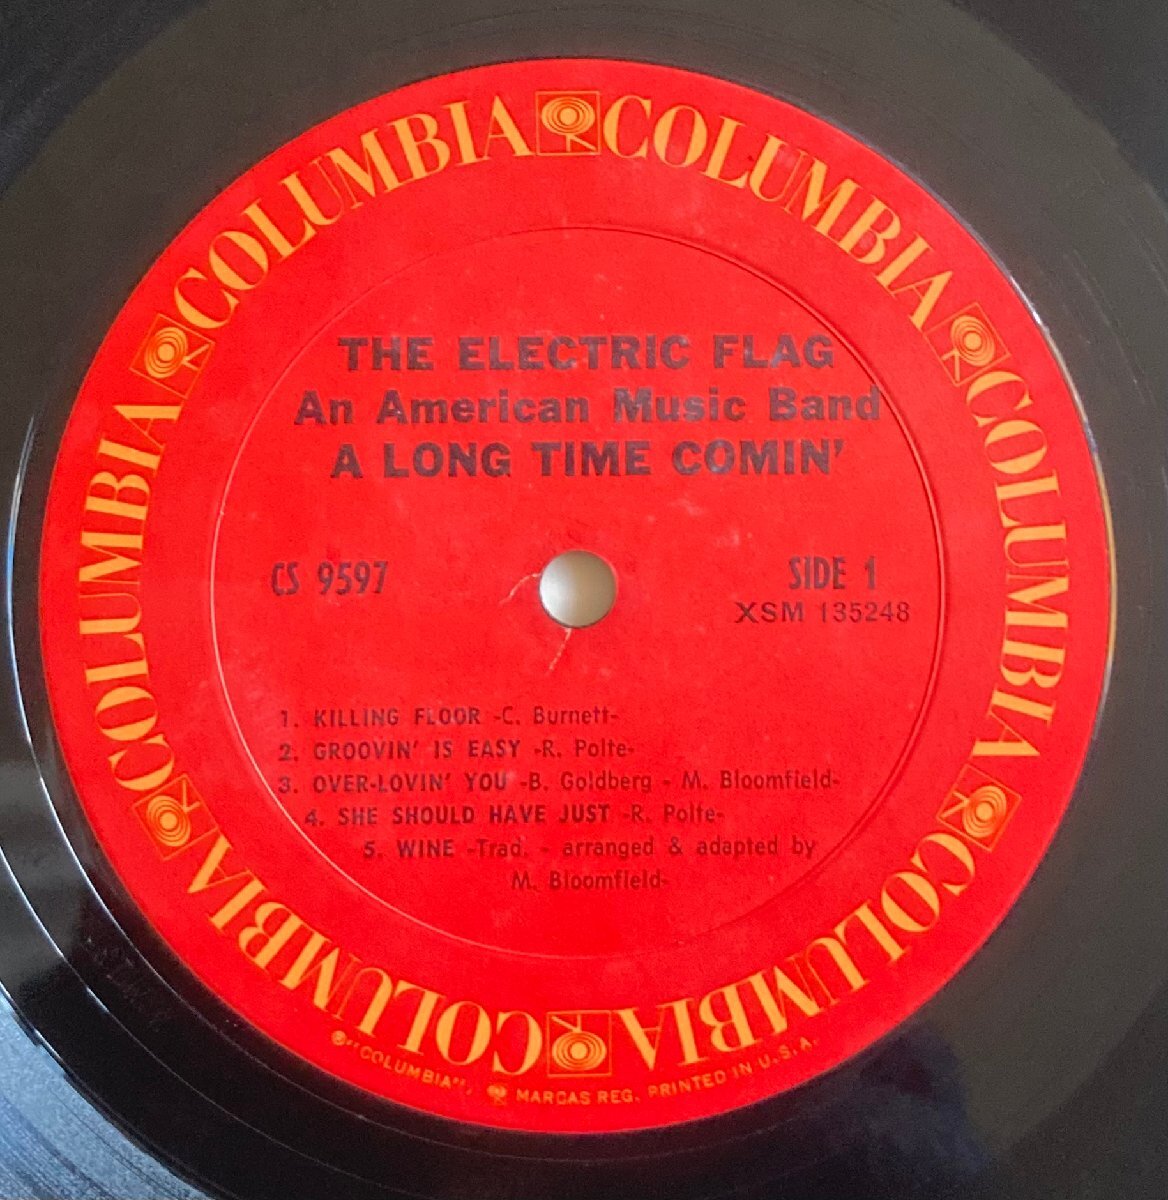 COLUMBIA COLUMBIA COLUMBIA COLUMBIA COLUMBIA COLUMBIA COLUMBIA COLUMBIA
THE ELECTRIC FLAG
An American Music Band
A LONG TIME COMIN'
CS 9597
SIDE 1
XSM 135248
1. KILLING FLOOR -C. Burnett-
2. GROOVIN' IS EASY -R. Polte-
3. OVER-LOVIN' YOU -B. Goldberg - M. Bloomfield-
4. SHE SHOULD HAVE JUST -R. Polte-
5. WINE -Trad. - arranged & adapted by
M. Bloomfield-
®"COLUMBIA", MARCAS REG. PRINTED IN U.S.A.